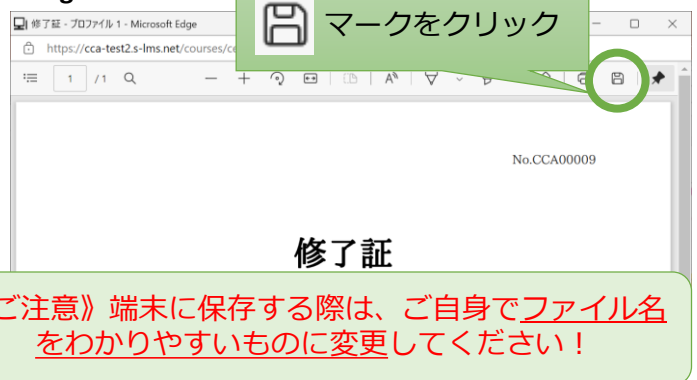 マークをクリック
修了証 - プロファイル 1 - Microsoft Edge
https://cca-test2.s-lms.net/courses/ce
1 / 1
No.CCA00009
修了証
ご注意》端末に保存する際は、ご自身でファイル名
をわかりやすいものに変更してください！